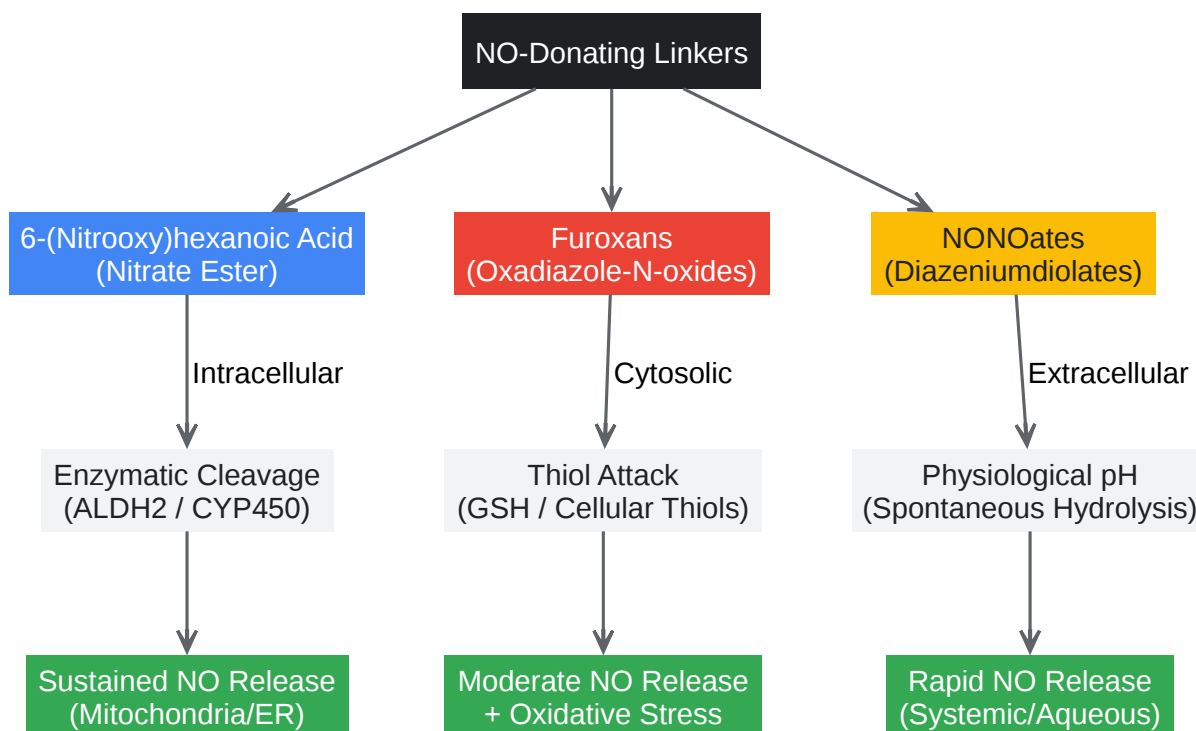 NO-Donating Linkers
6-(Nitrooxy)hexanoic Acid
(Nitrate Ester)
Furoxans
(Oxadiazole-N-oxides)
NONOates
(Diazeniumdiolates)
Intracellular
Cytosolic
Extracellular
Enzymatic Cleavage
(ALDH2 / CYP450)
Thiol Attack
(GSH / Cellular Thiols)
Physiological pH
(Spontaneous Hydrolysis)
Sustained NO Release
(Mitochondria/ER)
Moderate NO Release
+ Oxidative Stress
Rapid NO Release
(Systemic/Aqueous)